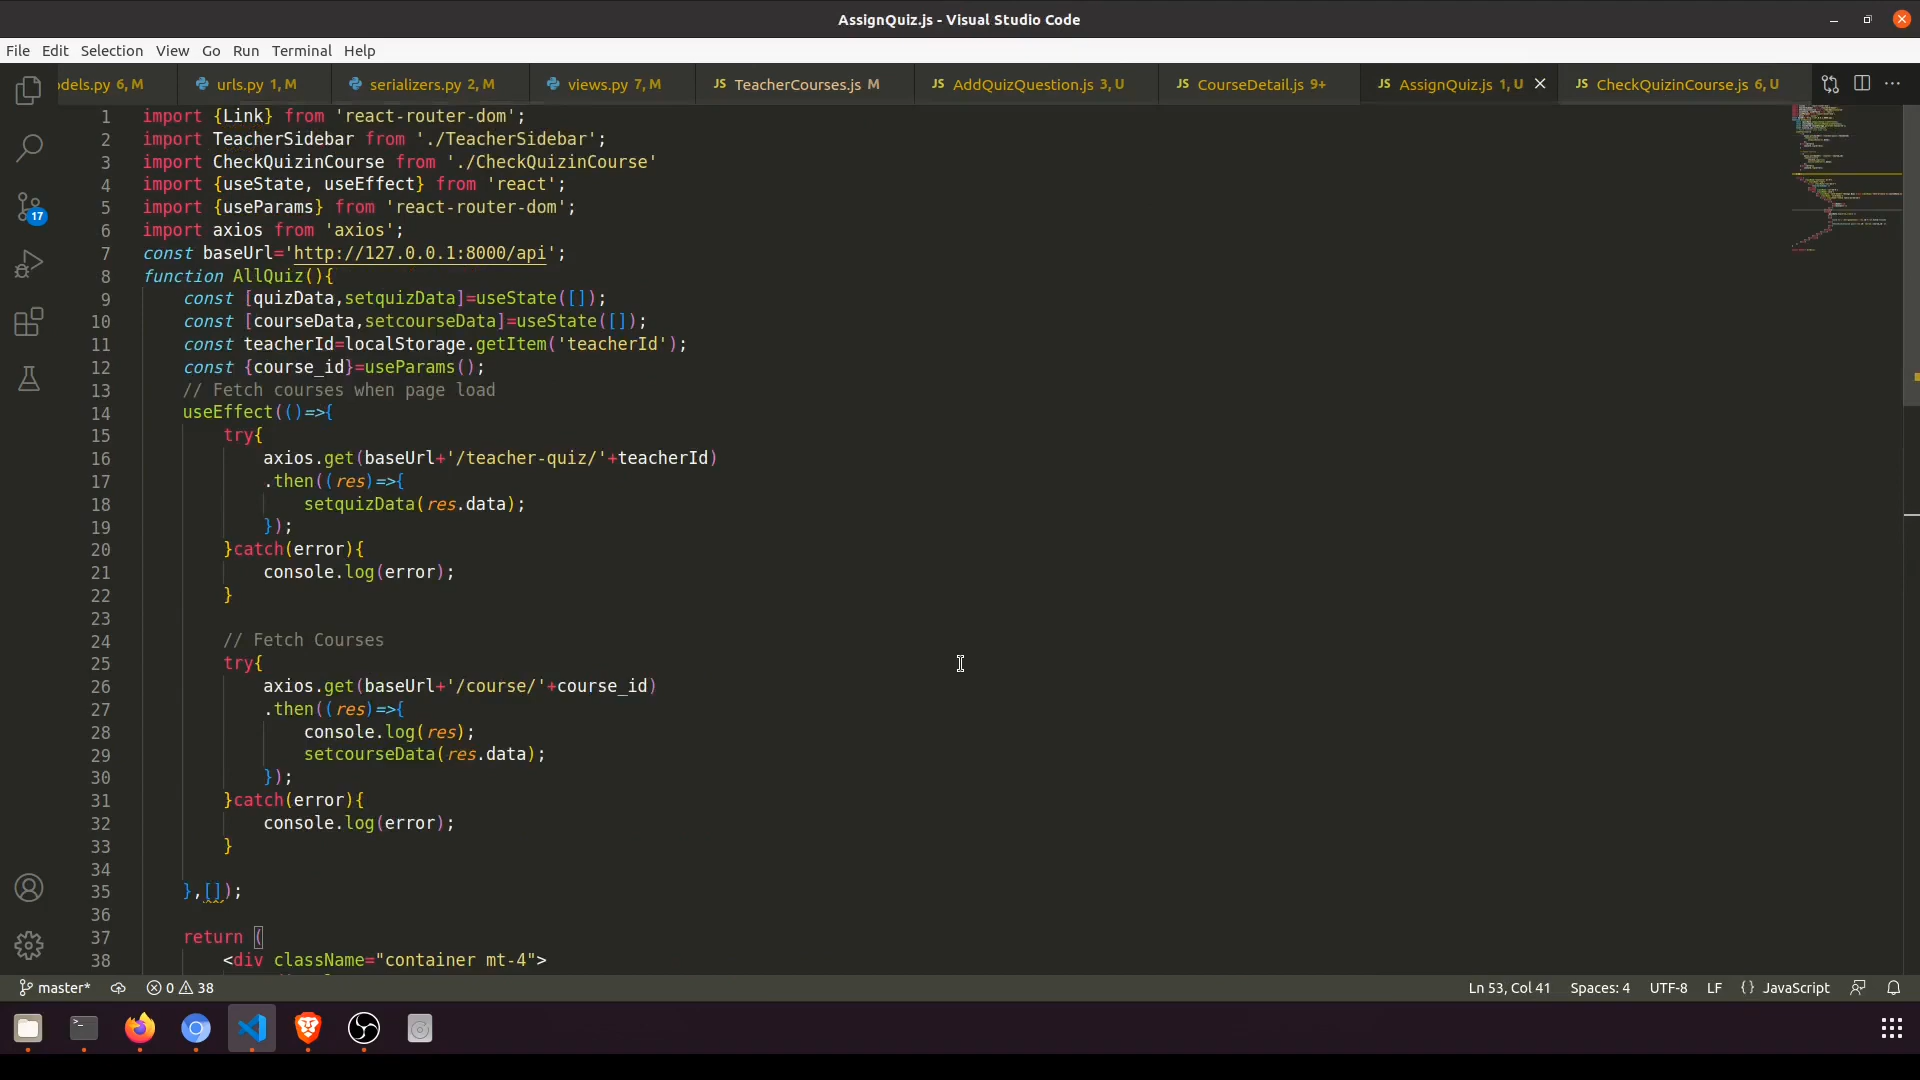 AssignQuiz.js - Visual Studio Code
File Edit Selection View Go Run Terminal Help
dels.py 6, M urls.py 1, M serializers.py 2, M views.py 7, M JS TeacherCourses.js M JS AddQuizQuestion.js 3, U JS CourseDetail.js 9+ JS AssignQuiz.js 1, U JS CheckQuizinCourse.js 6, U
1 import {Link} from 'react-router-dom';
2 import TeacherSidebar from './TeacherSidebar';
3 import CheckQuizinCourse from './CheckQuizinCourse'
4 import {useState, useEffect} from 'react';
5 import {useParams} from 'react-router-dom';
6 import axios from 'axios';
7 const baseUrl='http://127.0.0.1:8000/api';
8 function AllQuiz(){
9 const [quizData,setquizData]=useState([]);
10 const [courseData,setcourseData]=useState([]);
11 const teacherId=localStorage.getItem('teacherId');
12 const {course_id}=useParams();
13 // Fetch courses when page load
14 useEffect(()=>{
15 try{
16 axios.get(baseUrl+'/teacher-quiz/'+teacherId)
17 .then((res)=>{
18 setquizData(res.data);
19 });
20 }catch(error){
21 console.log(error);
22 }
23
24 // Fetch Courses
25 try{
26 axios.get(baseUrl+'/course/'+course_id)
27 .then((res)=>{
28 console.log(res);
29 setcourseData(res.data);
30 });
31 }catch(error){
32 console.log(error);
33 }
34
35 },[]);
36
37 return (
38 <div className="container mt-4">
17
master* 0 38 Ln 53, Col 41 Spaces: 4 UTF-8 LF {} JavaScript